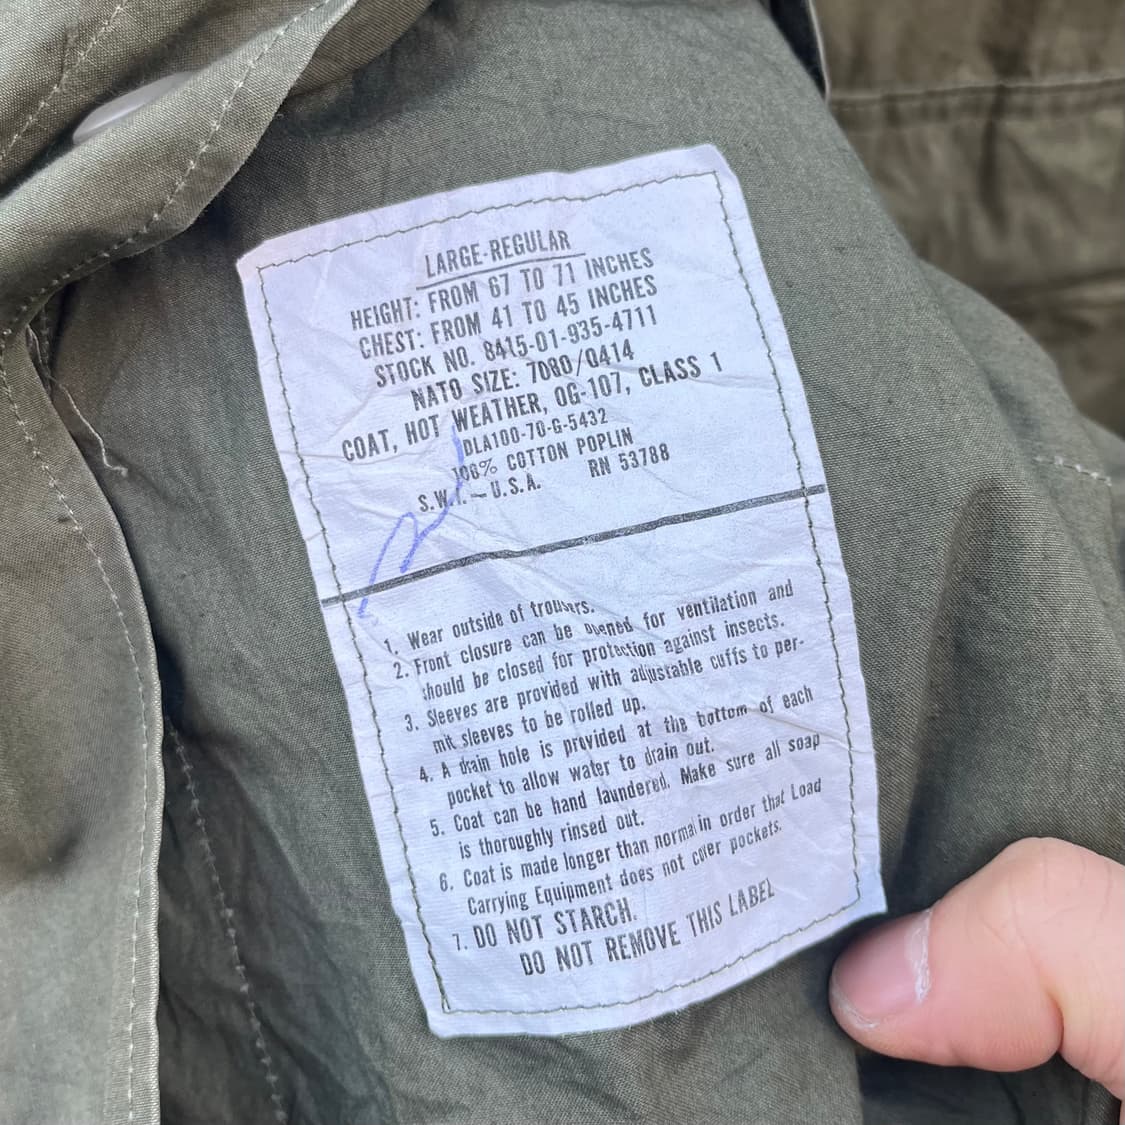 LARGE-REGULAR
HEIGHT: FROM 67 TO 71 INCHES
CHEST: FROM 41 TO 45 INCHES
STOCK NO. 8415-01-935-4711
NATO SIZE: 7080/0414
COAT, HOT WEATHER, OG-107, CLASS 1
DLA100-70-G-5432
100% COTTON POPLIN
S.W.I. – U.S.A. RN 53788
1. Wear outside of trousers.
2. Front closure can be opened for ventilation and
should be closed for protection against insects.
3. Sleeves are provided with adjustable cuffs to per-
mit sleeves to be rolled up.
4. A drain hole is provided at the bottom of each
pocket to allow water to drain out.
5. Coat can be hand laundered. Make sure all soap
is thoroughly rinsed out.
6. Coat is made longer than normal in order that Load
Carrying Equipment does not cover pockets.
7. DO NOT STARCH.
DO NOT REMOVE THIS LABEL